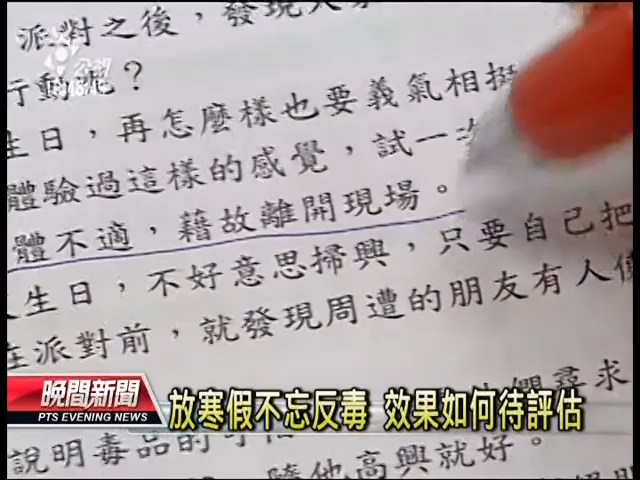 派對之後，發現大
行動呢？
生日，再怎麼樣也要義氣相挺
體驗過這樣的感覺，試一次
體不適，藉故離開現場。
生日，不好意思掃興，只要自己把
在派對前，就發現周遭的朋友有人
們尋求
晚間新聞
PTS EVENING NEWS
放寒假不忘反毒 效果如何待評估
說明毒品的
隨他高興就好。